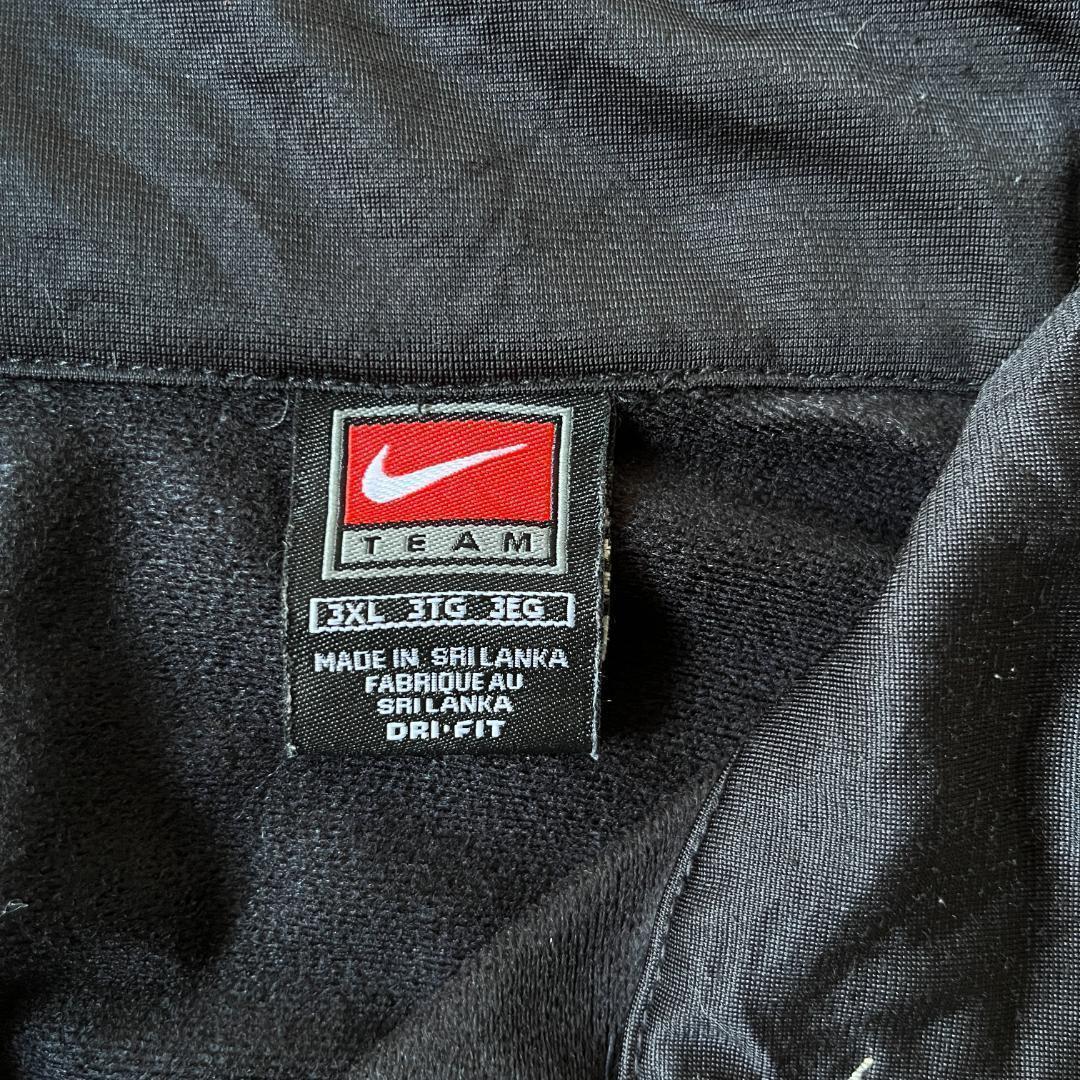 TEAM
3XL 3TG 3EG
MADE IN SRI LANKA
FABRIQUE AU
SRI LANKA
DRI•FIT